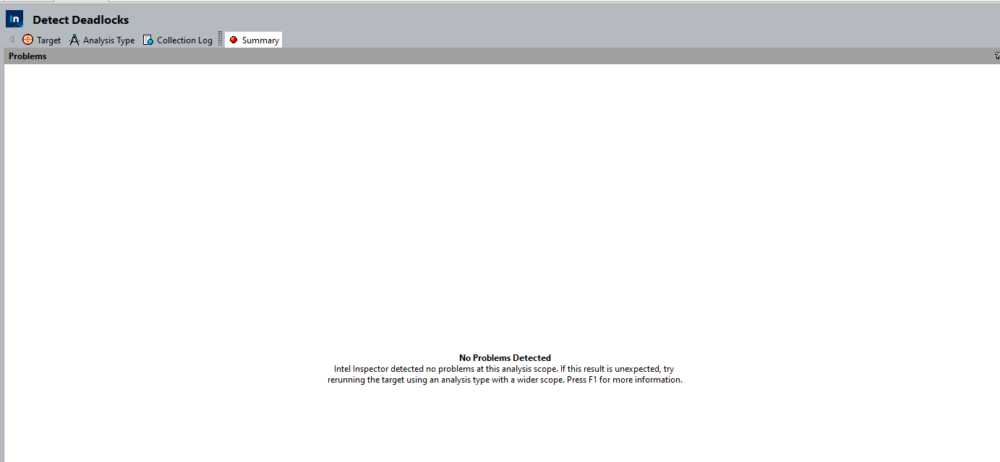 In Detect Deadlocks
Target Analysis Type Collection Log Summary
Problems ?
No Problems Detected
Intel Inspector detected no problems at this analysis scope. If this result is unexpected, try
rerunning the target using an analysis type with a wider scope. Press F1 for more information.